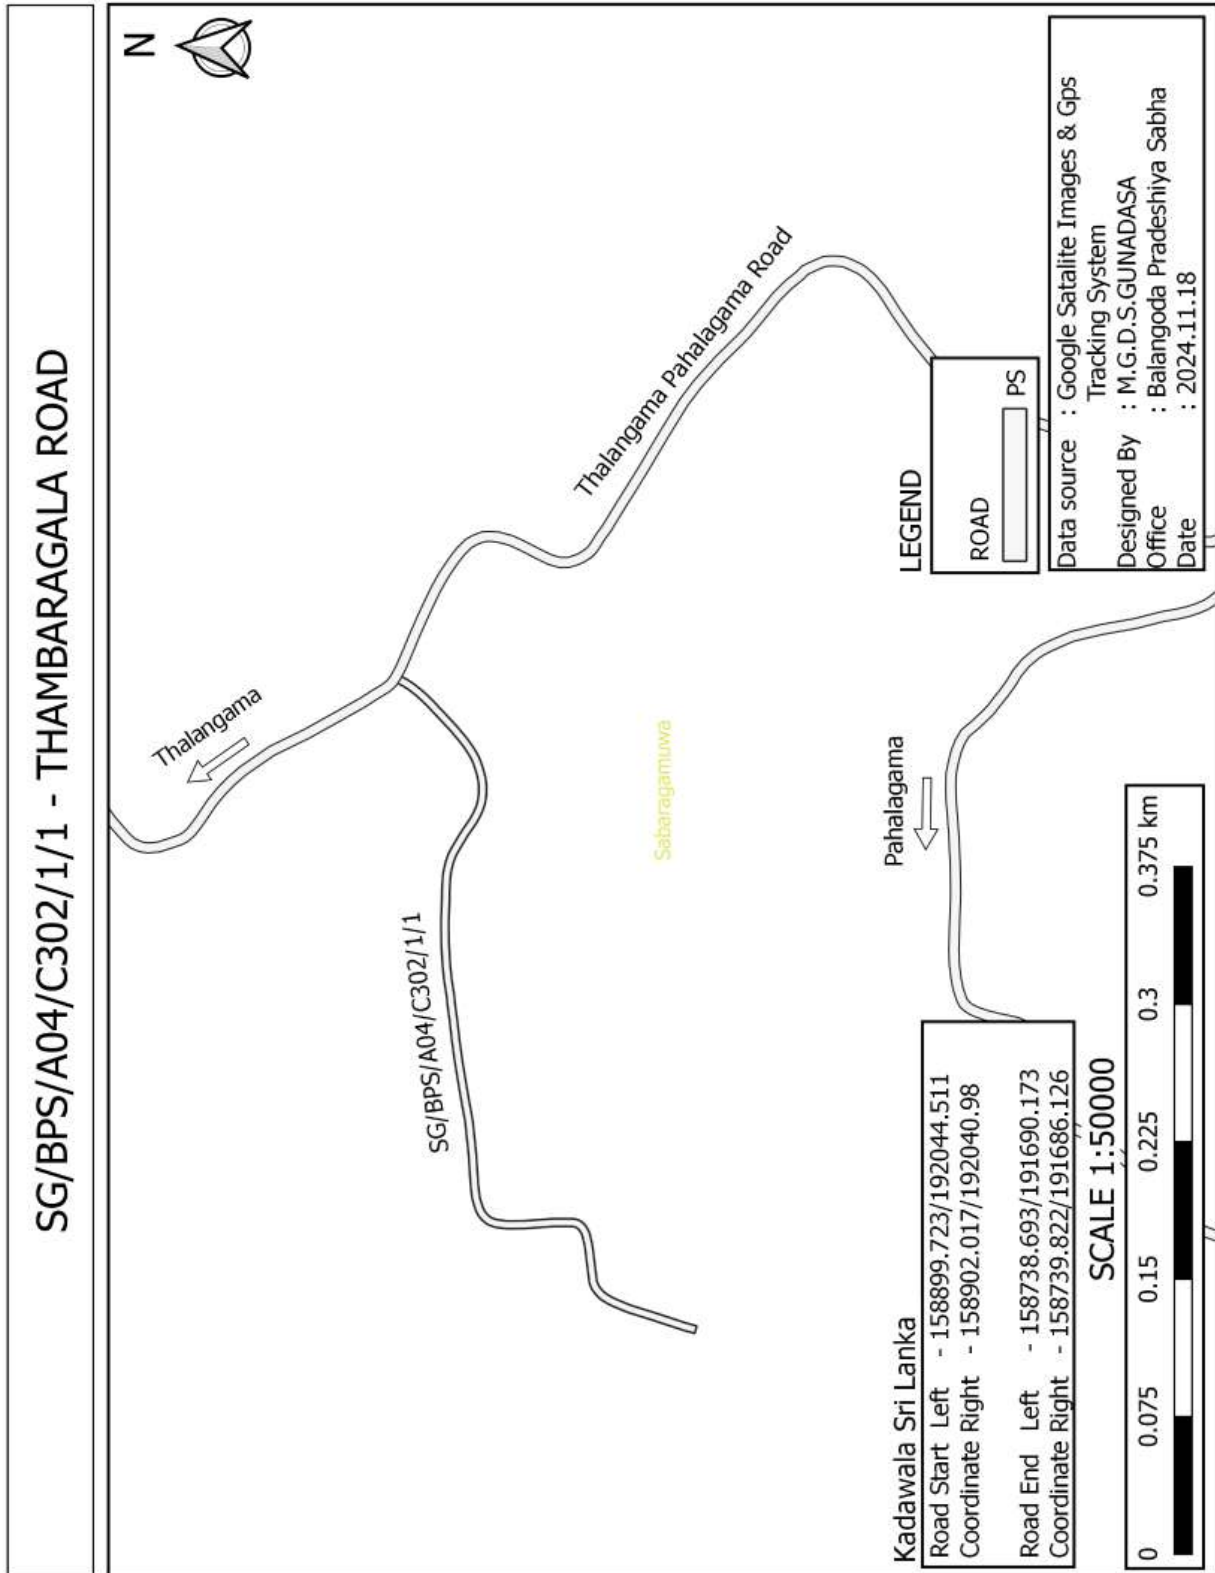 SG/BPS/A04/C302/1/1 - THAMBARAGALA ROAD
N
Thalangama
Thalangama Pahalagama Road
SG/BPS/A04/C302/1/1
Sabaragamuwa
Pahalagama
Kadawala Sri Lanka
Road Start Left - 158899.723/192044.511
Coordinate Right - 158902.017/192040.98
Road End Left - 158738.693/191690.173
Coordinate Right - 158739.822/191686.126
SCALE 1:50000
0 0.075 0.15 0.225 0.3 0.375 km
LEGEND
ROAD
PS
Data source : Google Satalite Images & Gps
Tracking System
Designed By : M.G.D.S.GUNADASA
Office : Balangoda Pradeshiya Sabha
Date : 2024.11.18